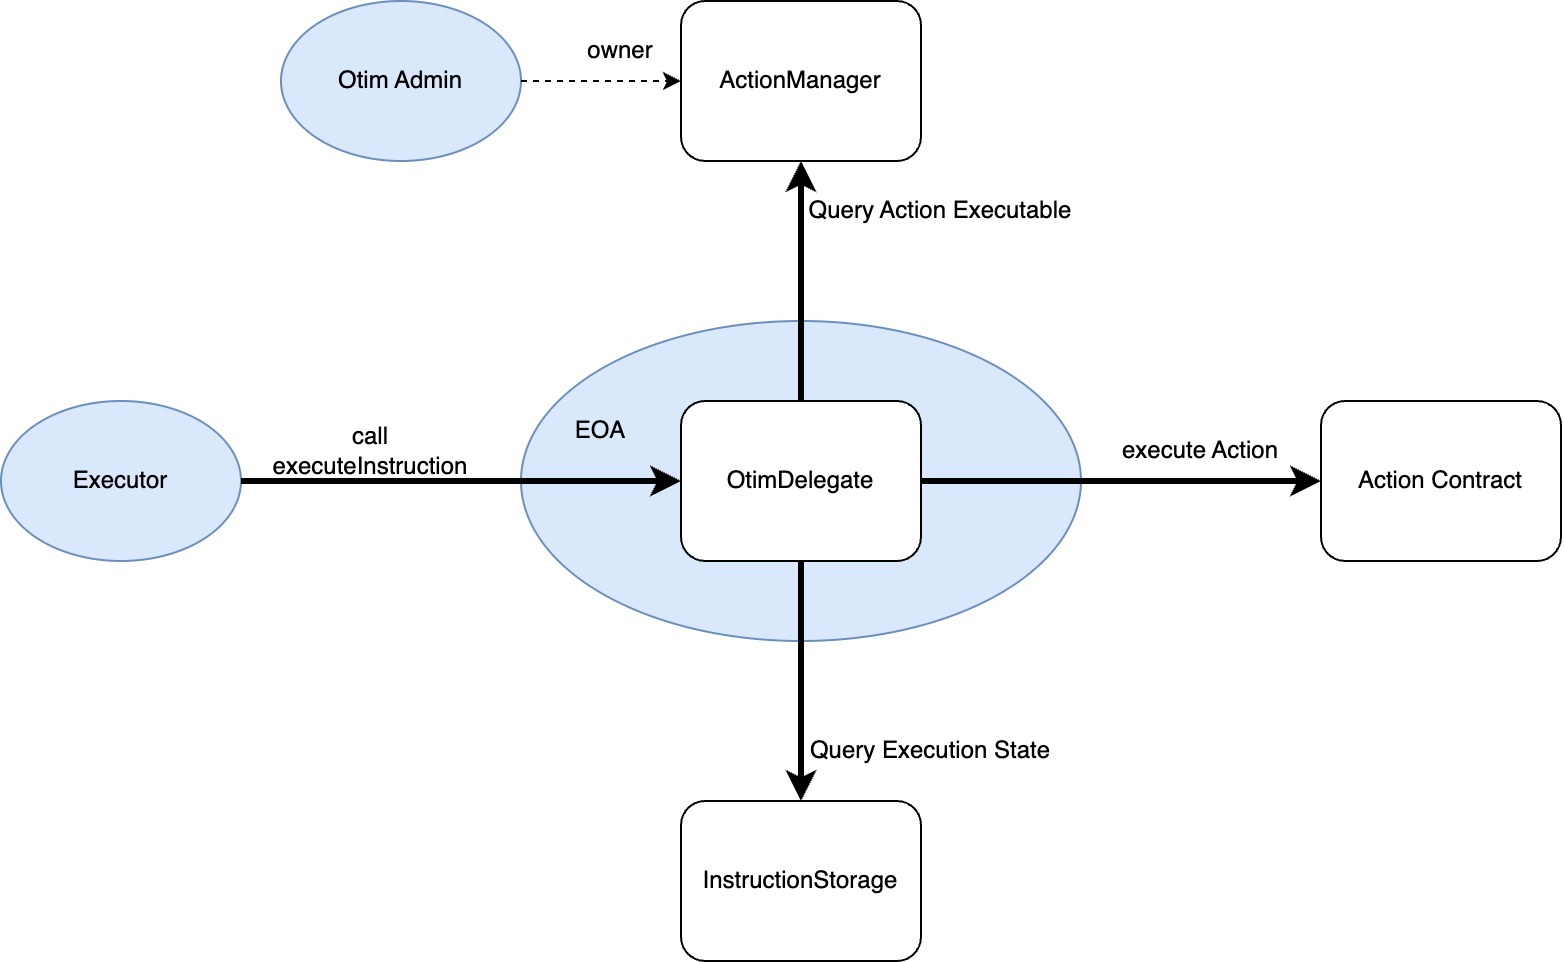 owner
Otim Admin
ActionManager
Query Action Executable
EOA
call
executeInstruction
execute Action
Executor
OtimDelegate
Action Contract
Query Execution State
InstructionStorage